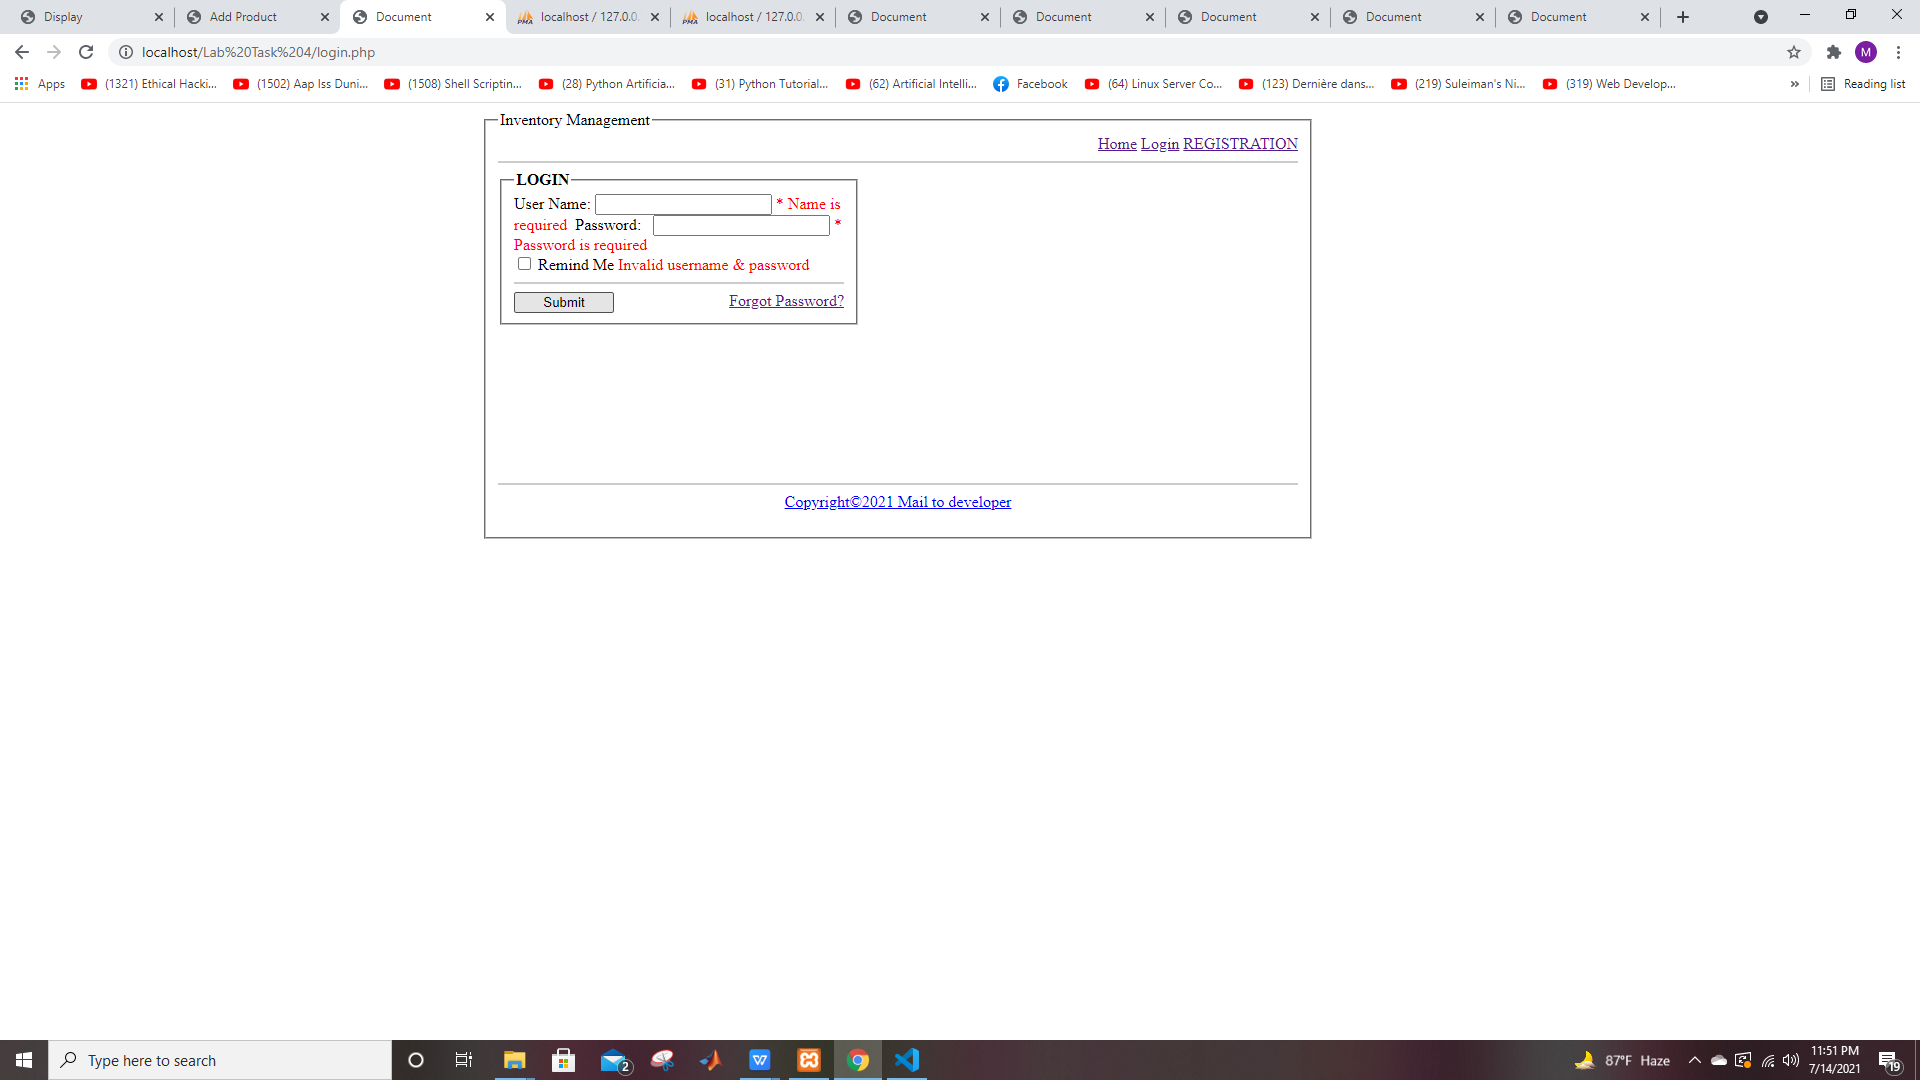 Display
Add Product
Document
localhost / 127.0.0.
localhost / 127.0.0.
Document
Document
Document
Document
Document
localhost/Lab%20Task%204/login.php
M
Apps
(1321) Ethical Hacki...
(1502) Aap Iss Duni...
(1508) Shell Scriptin...
(28) Python Artificia...
(31) Python Tutorial...
(62) Artificial Intelli...
Facebook
(64) Linux Server Co...
(123) Dernière dans...
(219) Suleiman's Ni...
(319) Web Develop...
»
Reading list
Inventory Management
Home Login REGISTRATION
LOGIN
User Name: * Name is
required Password: *
Password is required
Remind Me Invalid username & password
Submit
Forgot Password?
Copyright©2021 Mail to developer
Type here to search
2
87°F Haze
11:51 PM
7/14/2021
19